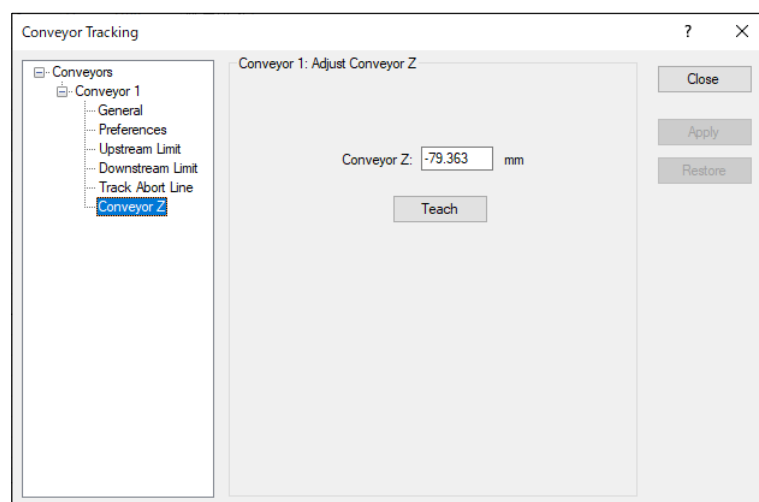 Conveyor Tracking
?
Conveyors
Conveyor 1
General
Preferences
Upstream Limit
Downstream Limit
Track Abort Line
Conveyor Z
Conveyor 1: Adjust Conveyor Z
Conveyor Z: -79.363 mm
Teach
Close
Apply
Restore